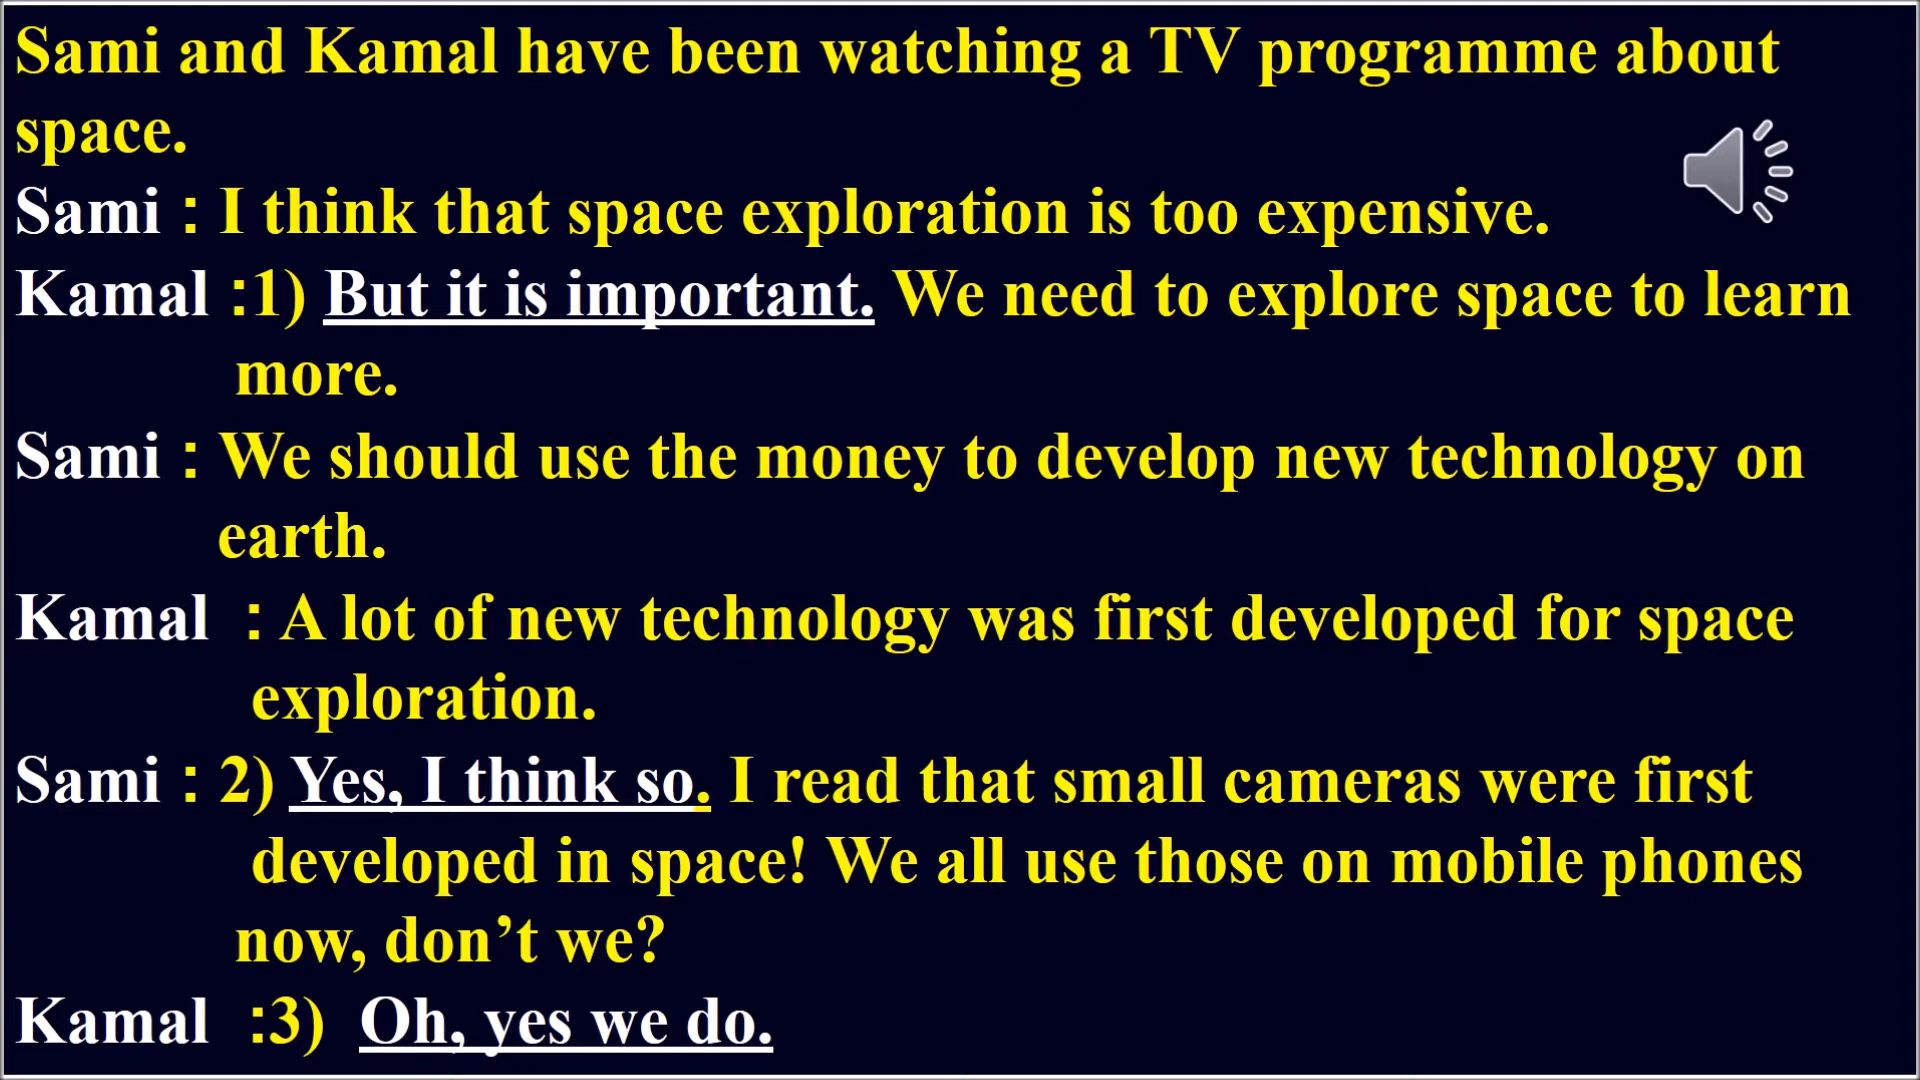 Sami and Kamal have been watching a TV programme about
space.
Sami : I think that space exploration is too expensive.
Kamal :1) But it is important. We need to explore space to learn
more.
Sami : We should use the money to develop new technology on
earth.
Kamal : A lot of new technology was first developed for space
exploration.
Sami : 2) Yes, I think so. I read that small cameras were first
developed in space! We all use those on mobile phones
now, don’t we?
Kamal :3) Oh, yes we do.